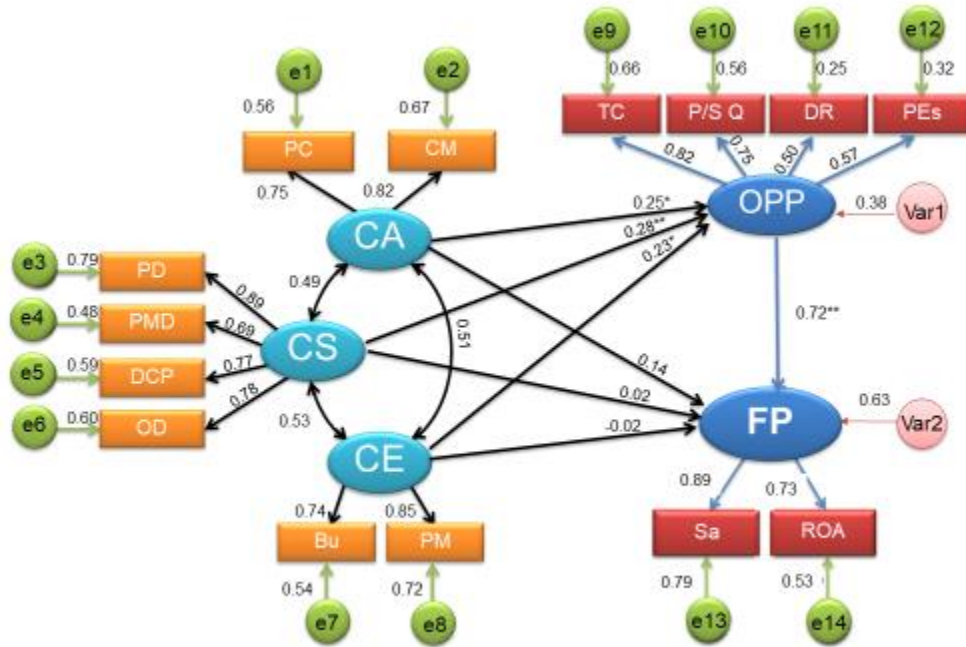 e9
e10
e11
e12
0.66
0.56
0.25
0.32
TC
P/S Q
DR
PEs
0.82
0.75
0.50
0.57
OPP
0.38
Var1
e1
e2
0.56
0.67
PC
CM
0.75
0.82
CA
0.25*
0.28**
0.23*
e3
0.79
PD
0.89
e4
0.48
PMD
0.69
e5
0.59
DCP
0.77
e6
0.60
OD
0.78
CS
0.49
0.51
0.53
CE
0.14
0.02
-0.02
0.72**
FP
0.63
Var2
0.74
0.85
Bu
PM
0.54
0.72
e7
e8
0.89
0.73
Sa
ROA
0.79
0.53
e13
e14